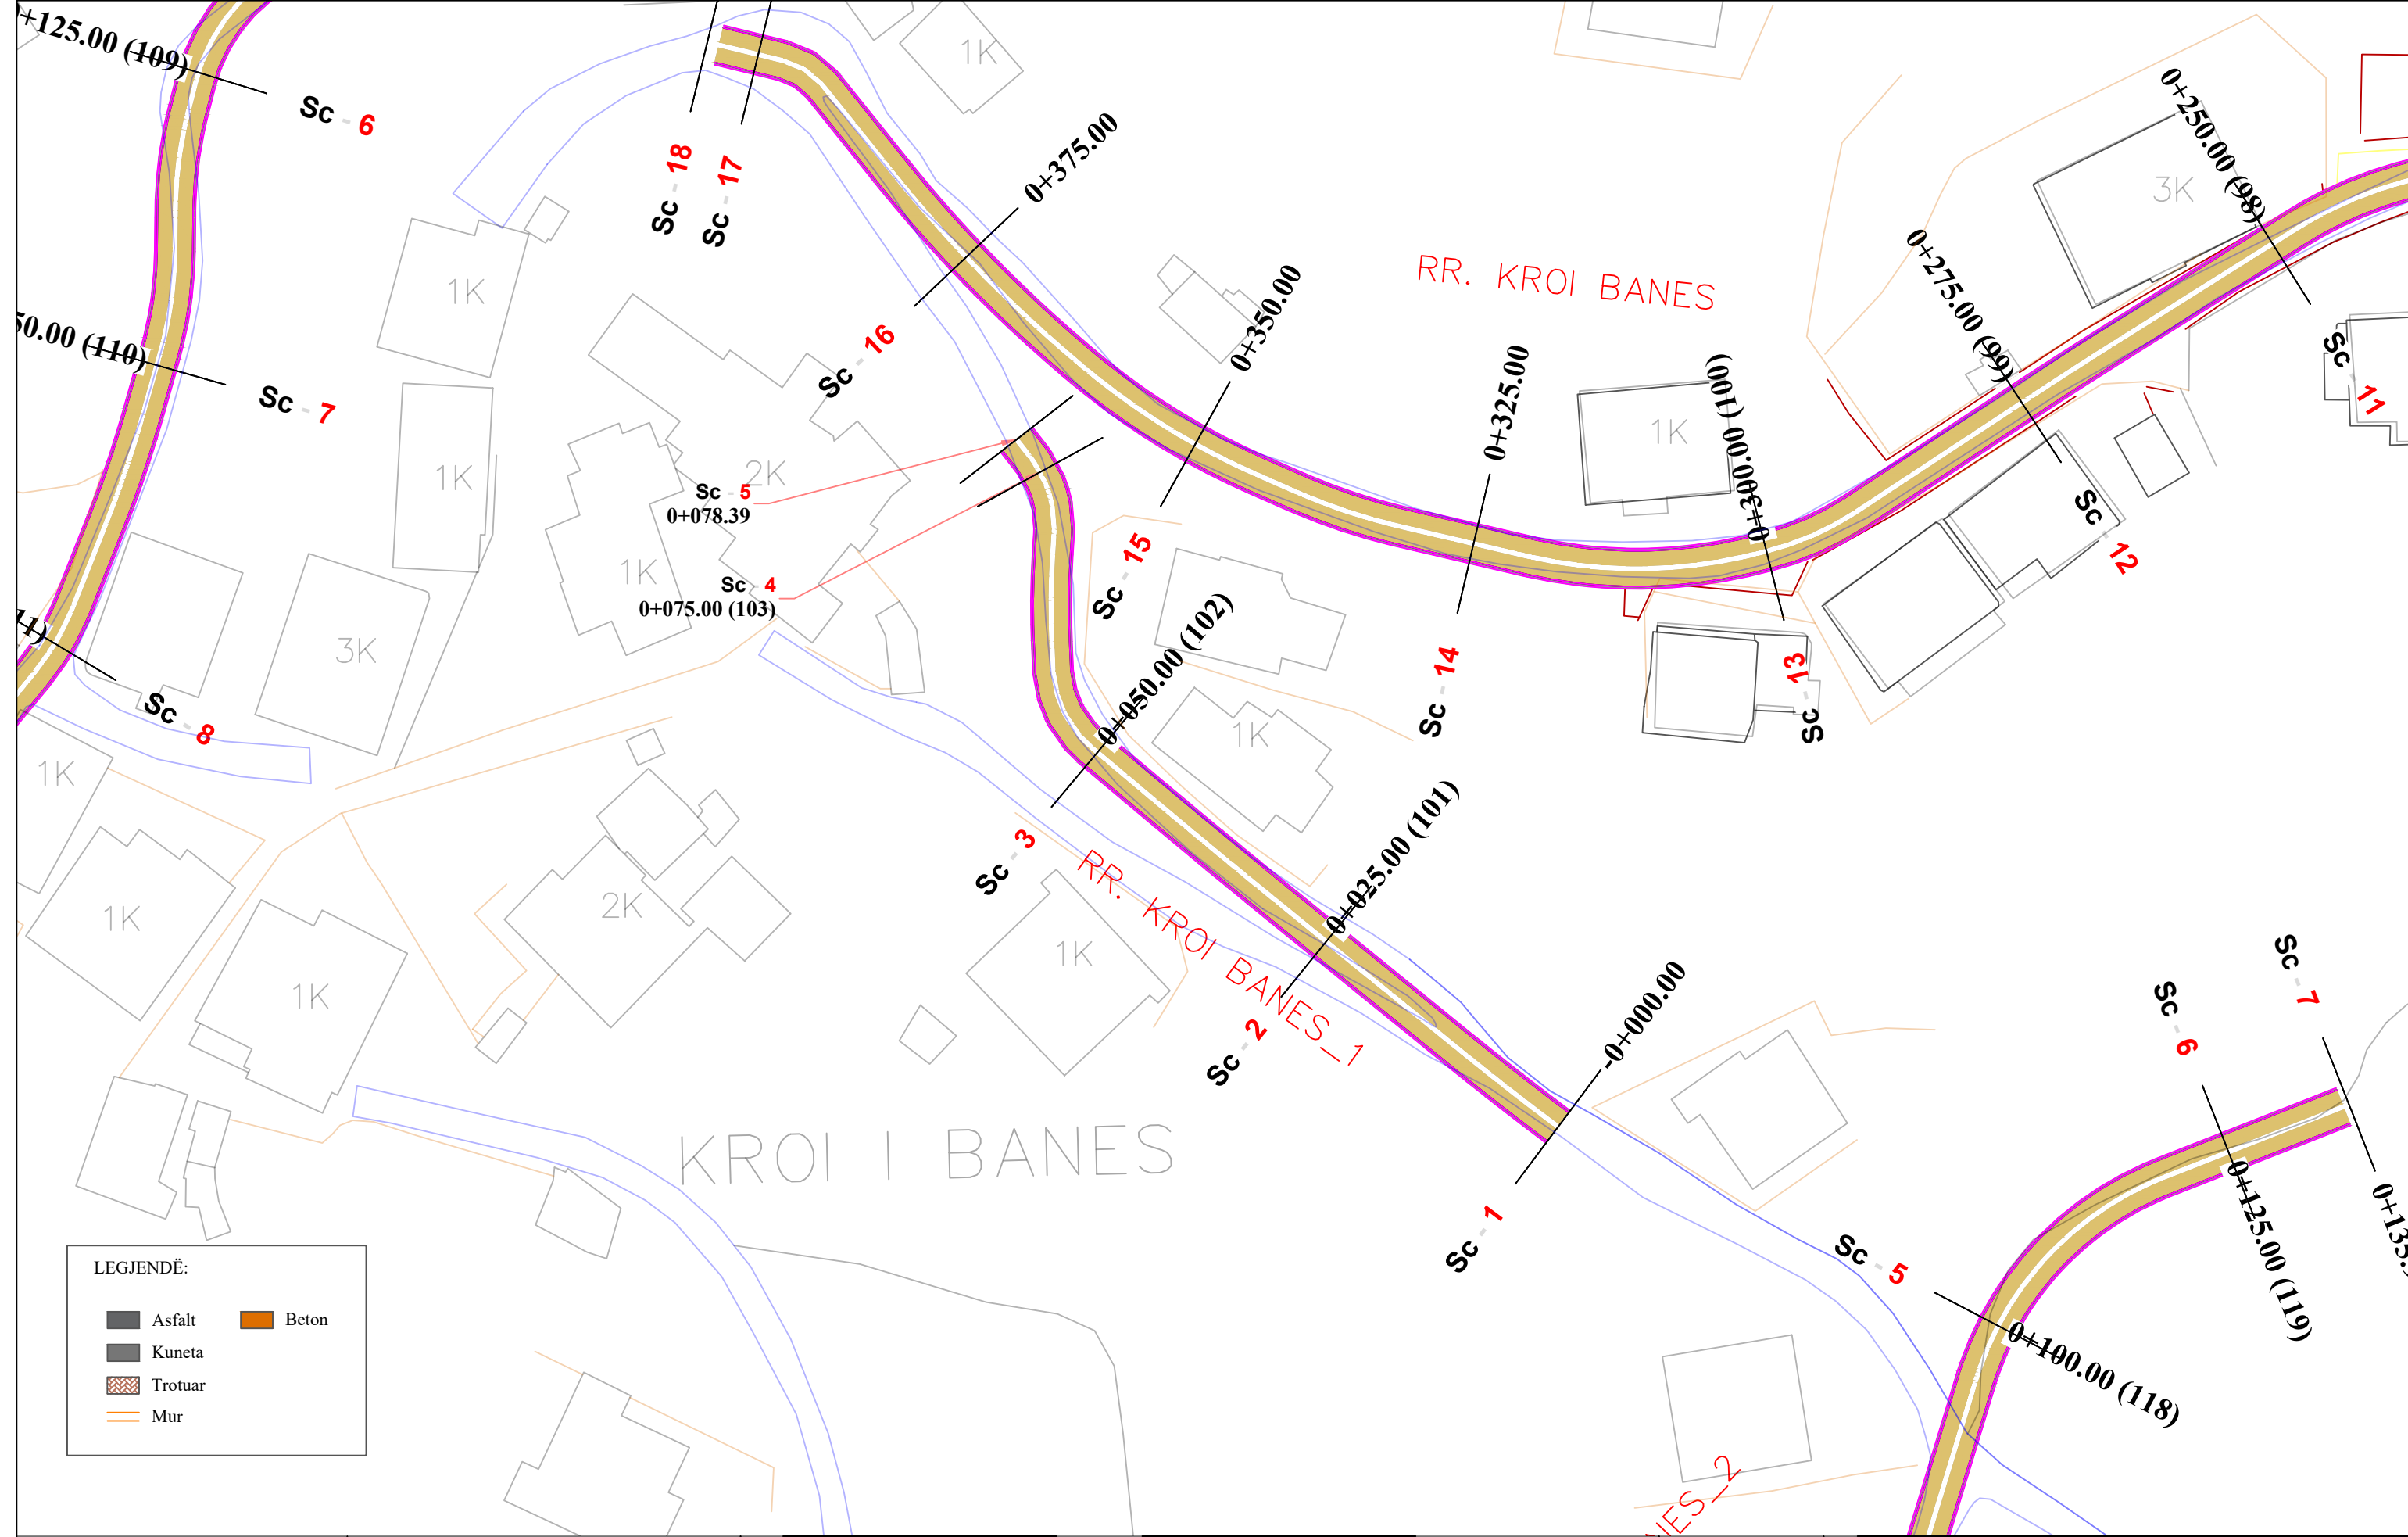 0+125.00 (109)
Sc - 6
50.00 (110)
Sc - 7
Sc - 8
Sc - 18
Sc - 17
1K
0+375.00
Sc - 16
0+350.00
Sc - 15
RR. KROI BANES
0+325.00
Sc - 14
0+300.00 (100)
Sc - 13
0+275.00 (99)
Sc - 12
0+250.00 (98)
Sc - 11
3K
1K
1K
1K
2K
1K
3K
Sc - 5
0+078.39
Sc - 4
0+075.00 (103)
0+050.00 (102)
Sc - 3
1K
0+025.00 (101)
Sc - 2
RR. KROI BANES_1
-0+000.00
Sc - 1
1K
1K
2K
1K
1K
KROI I BANES
Sc - 7
Sc - 6
0+125.00 (119)
Sc - 5
0+100.00 (118)
LEGJENDË:
Asfalt
Beton
Kuneta
Trotuar
Mur